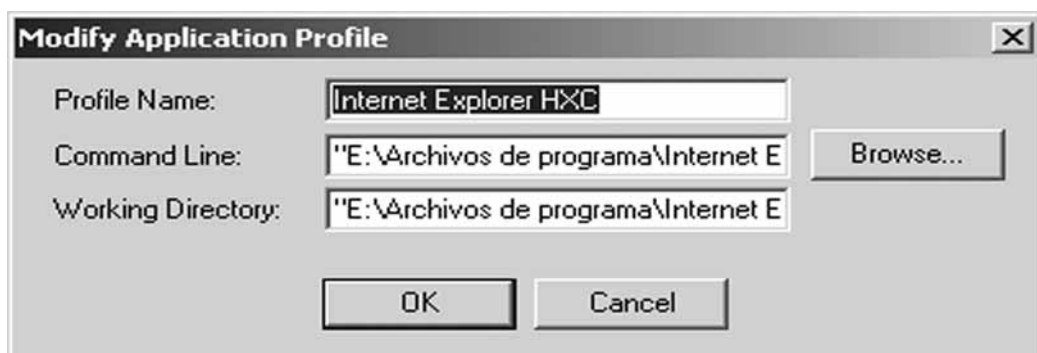 Modify Application Profile
Profile Name: Internet Explorer HXC
Command Line: "E:\Archivos de programa\Internet E Browse...
Working Directory: "E:\Archivos de programa\Internet E
OK Cancel